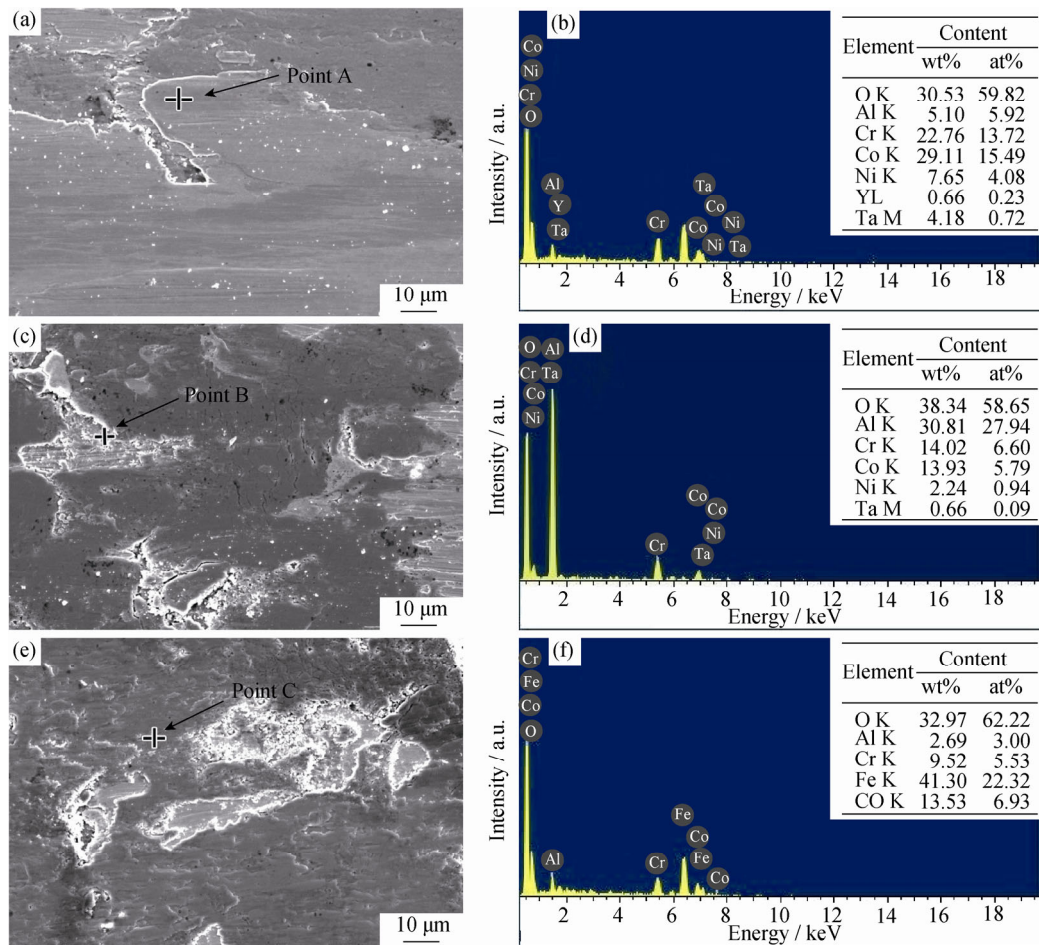 (a)
Point A
10 μm
(b)
Co
Ni
Cr
O
Al
Y
Ta
Cr
Ta
Co
Co
Ni
Ni
Ta
Intensity / a.u.
2 4 6 8 10 12 14 16 18
Energy / keV
Element Content
wt% at%
O K 30.53 59.82
Al K 5.10 5.92
Cr K 22.76 13.72
Co K 29.11 15.49
Ni K 7.65 4.08
YL 0.66 0.23
Ta M 4.18 0.72
(c)
Point B
10 μm
(d)
O Al
Cr Ta
Co
Ni
Cr
Co
Co
Ni
Ta
Intensity / a.u.
2 4 6 8 10 12 14 16 18
Energy / keV
Element Content
wt% at%
O K 38.34 58.65
Al K 30.81 27.94
Cr K 14.02 6.60
Co K 13.93 5.79
Ni K 2.24 0.94
Ta M 0.66 0.09
(e)
Point C
10 μm
(f)
Cr
Fe
Co
O
Al
Cr
Fe
Co
Fe
Co
Intensity / a.u.
2 4 6 8 10 12 14 16 18
Energy / keV
Element Content
wt% at%
O K 32.97 62.22
Al K 2.69 3.00
Cr K 9.52 5.53
Fe K 41.30 22.32
CO K 13.53 6.93